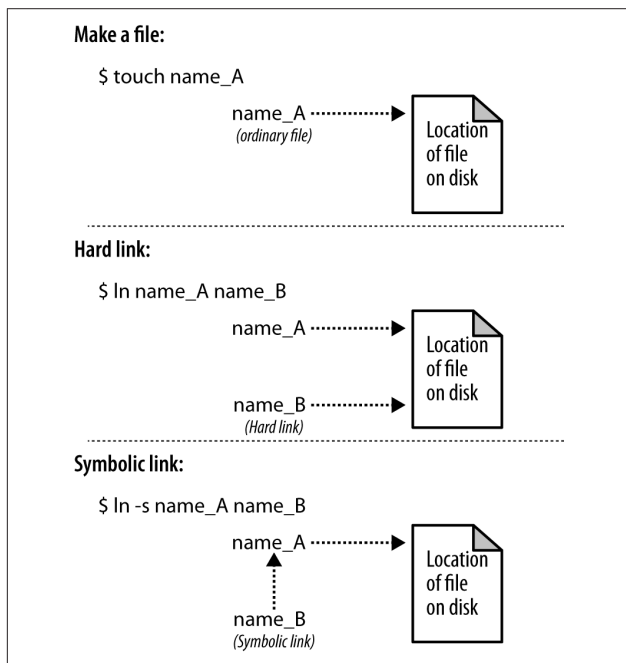 Make a file:
$ touch name_A
name_A
(ordinary file)
Location
of file
on disk
Hard link:
$ ln name_A name_B
name_A
name_B
(Hard link)
Location
of file
on disk
Symbolic link:
$ ln -s name_A name_B
name_A
name_B
(Symbolic link)
Location
of file
on disk